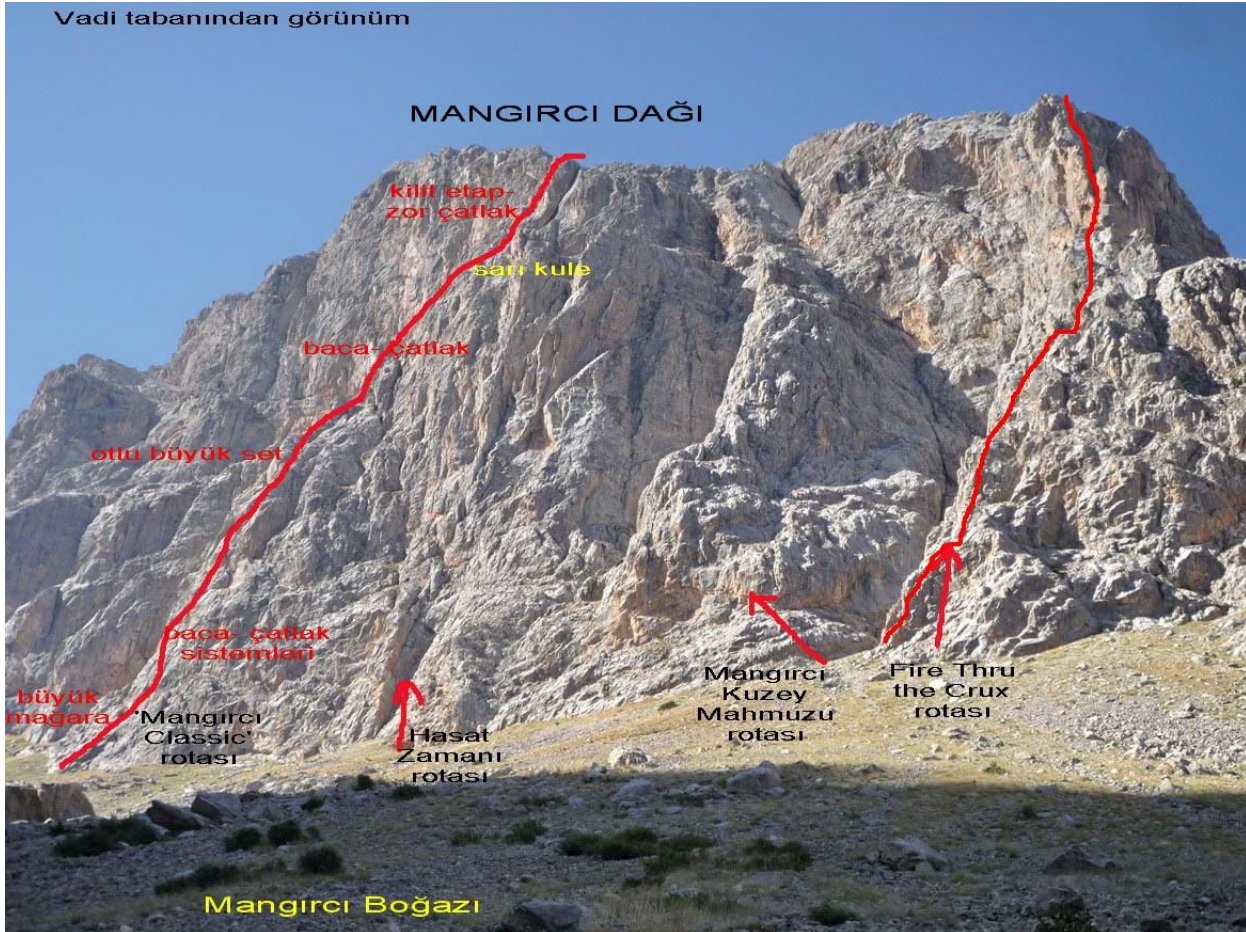 Vadi tabanından görünüm
MANGIRCI DAĞI
kilit etap-
zor çatlak
sarı kule
baca- çatlak
otlu büyük set
baca- çatlak
sistemleri
büyük
mağara
'Mangırcı
Classic'
rotası
Hasat
Zamanı
rotası
Mangırcı
Kuzey
Mahmuzu
rotası
Fire Thru
the Crux
rotası
Mangırcı Boğazı